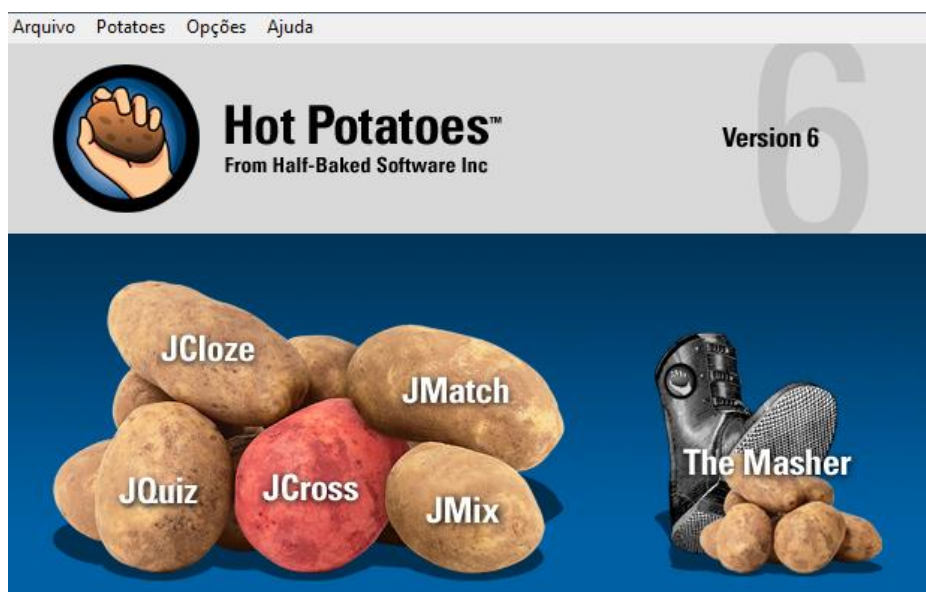 Arquivo Potatoes Opções Ajuda
Hot Potatoes™
From Half-Baked Software Inc
Version 6
6
JCloze
JMatch
JQuiz
JCross
JMix
The Masher